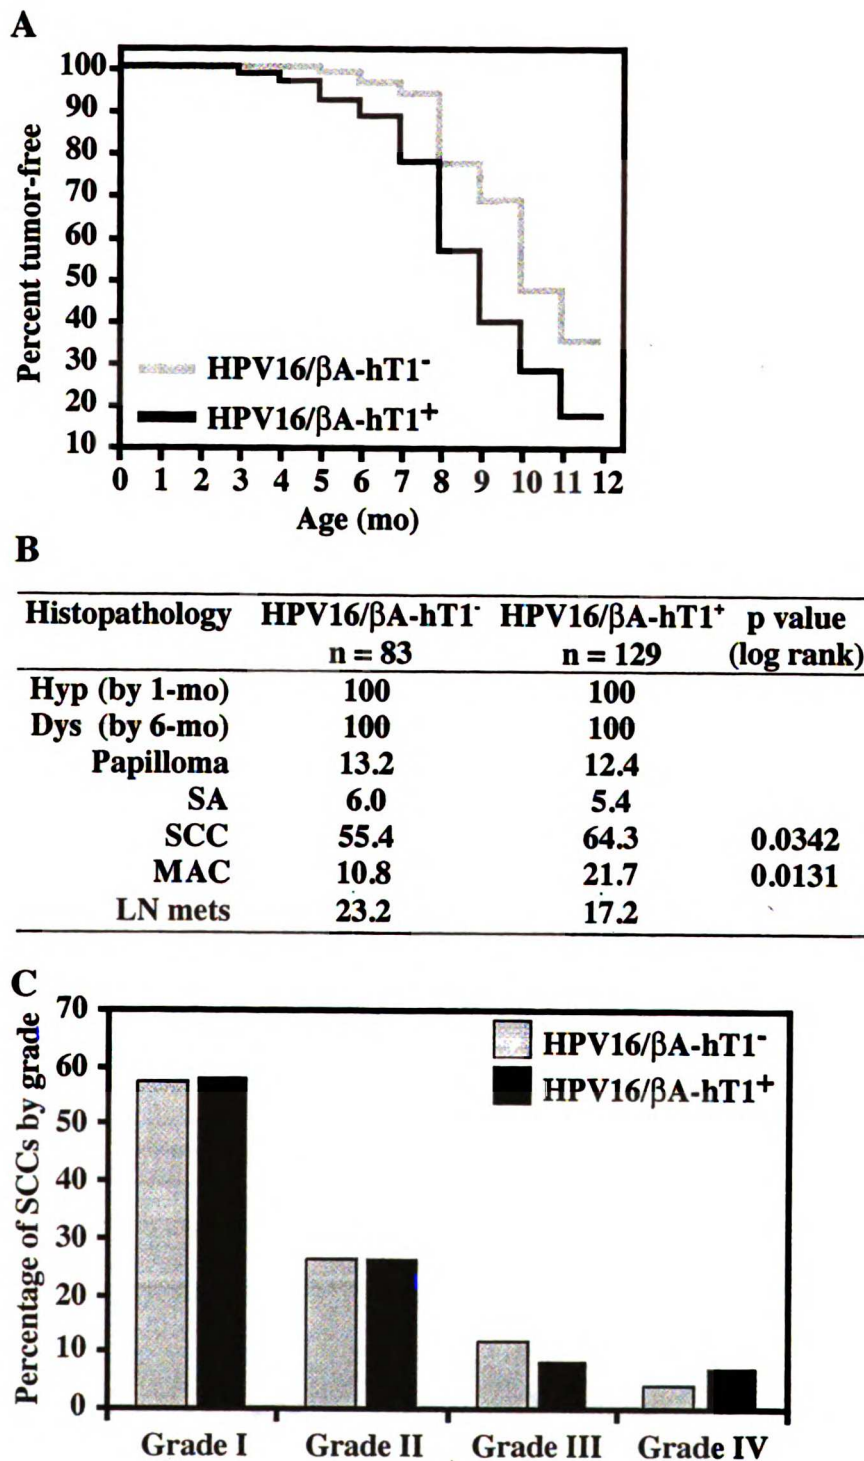 A
Percent tumor-free
100
90
80
70
60
50
40
30
20
10
HPV16/βA-hT1-
HPV16/βA-hT1+
0 1 2 3 4 5 6 7 8 9 10 11 12
Age (mo)
B
Histopathology HPV16/βA-hT1- HPV16/βA-hT1+ p value
n = 83 n = 129 (log rank)
Hyp (by 1-mo) 100 100
Dys (by 6-mo) 100 100
Papilloma 13.2 12.4
SA 6.0 5.4
SCC 55.4 64.3 0.0342
MAC 10.8 21.7 0.0131
LN mets 23.2 17.2
C
Percentage of SCCs by grade
70
60
50
40
30
20
10
0
HPV16/βA-hT1-
HPV16/βA-hT1+
Grade I Grade II Grade III Grade IV